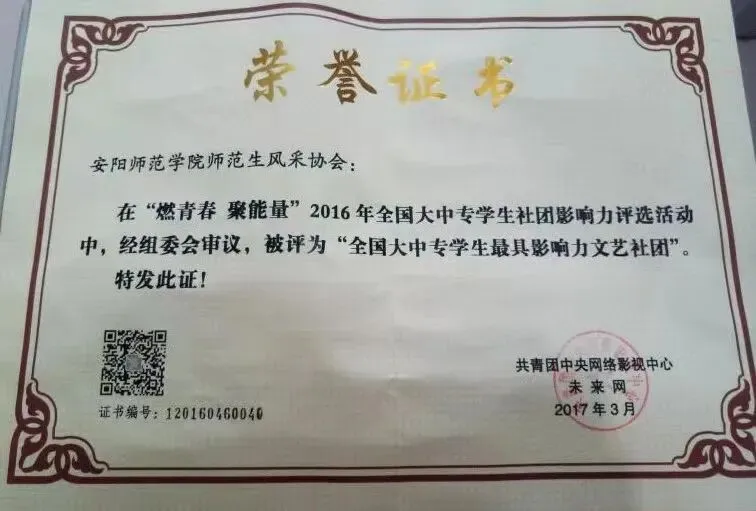 荣誉证书
安阳师范学院师范生风采协会：
在“燃青春 聚能量”2016年全国大中专学生社团影响力评选活动
中，经组委会审议，被评为“全国大中专学生最具影响力文艺社团”。
特发此证！
共青团中央网络影视中心
未来网
2017年3月
证书编号：120160460040